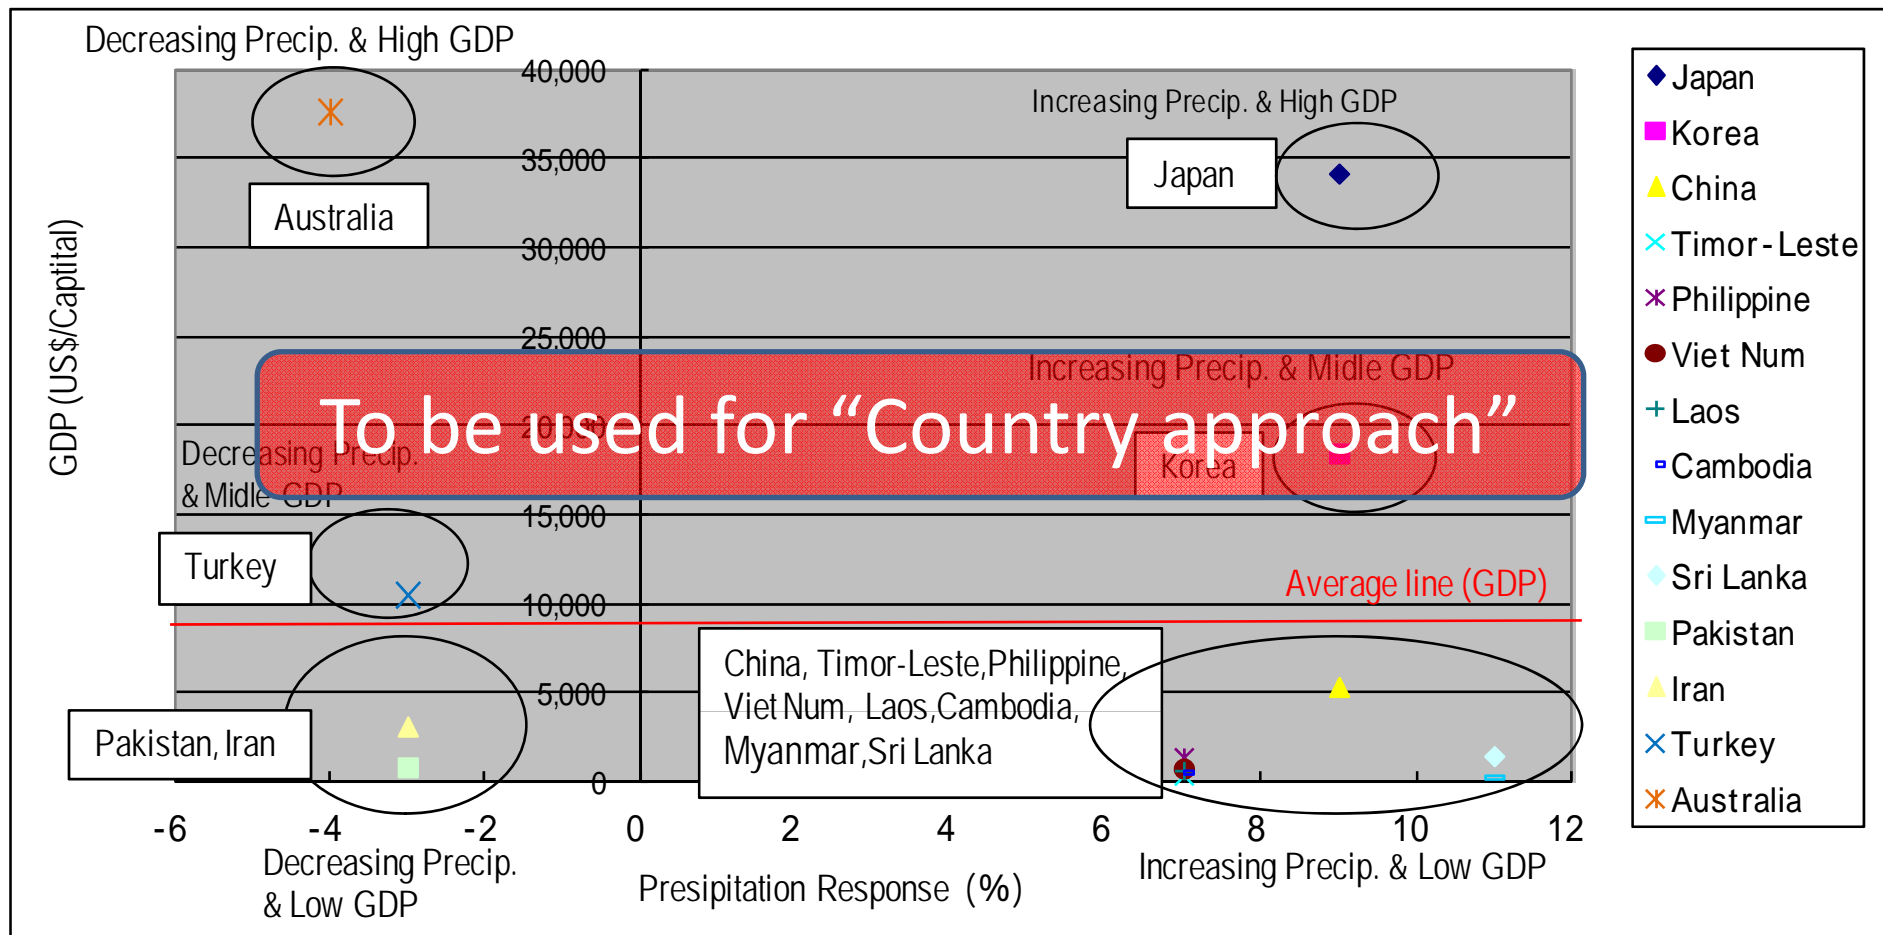 Decreasing Precip. & High GDP
40,000
35,000
30,000
25,000
20,000
15,000
10,000
5,000
0
GDP (US$/Captital)
Increasing Precip. & High GDP
Japan
Australia
Increasing Precip. & Midle GDP
To be used for “Country approach”
Korea
Decreasing Precip.
& Midle GDP
Turkey
Average line (GDP)
China, Timor-Leste,Philippine,
Viet Num, Laos,Cambodia,
Myanmar,Sri Lanka
Pakistan, Iran
-6 -4 -2 0 2 4 6 8 10 12
Decreasing Precip.
& Low GDP
Presipitation Response (%)
Increasing Precip. & Low GDP
Japan
Korea
China
Timor-Leste
Philippine
Viet Num
Laos
Cambodia
Myanmar
Sri Lanka
Pakistan
Iran
Turkey
Australia